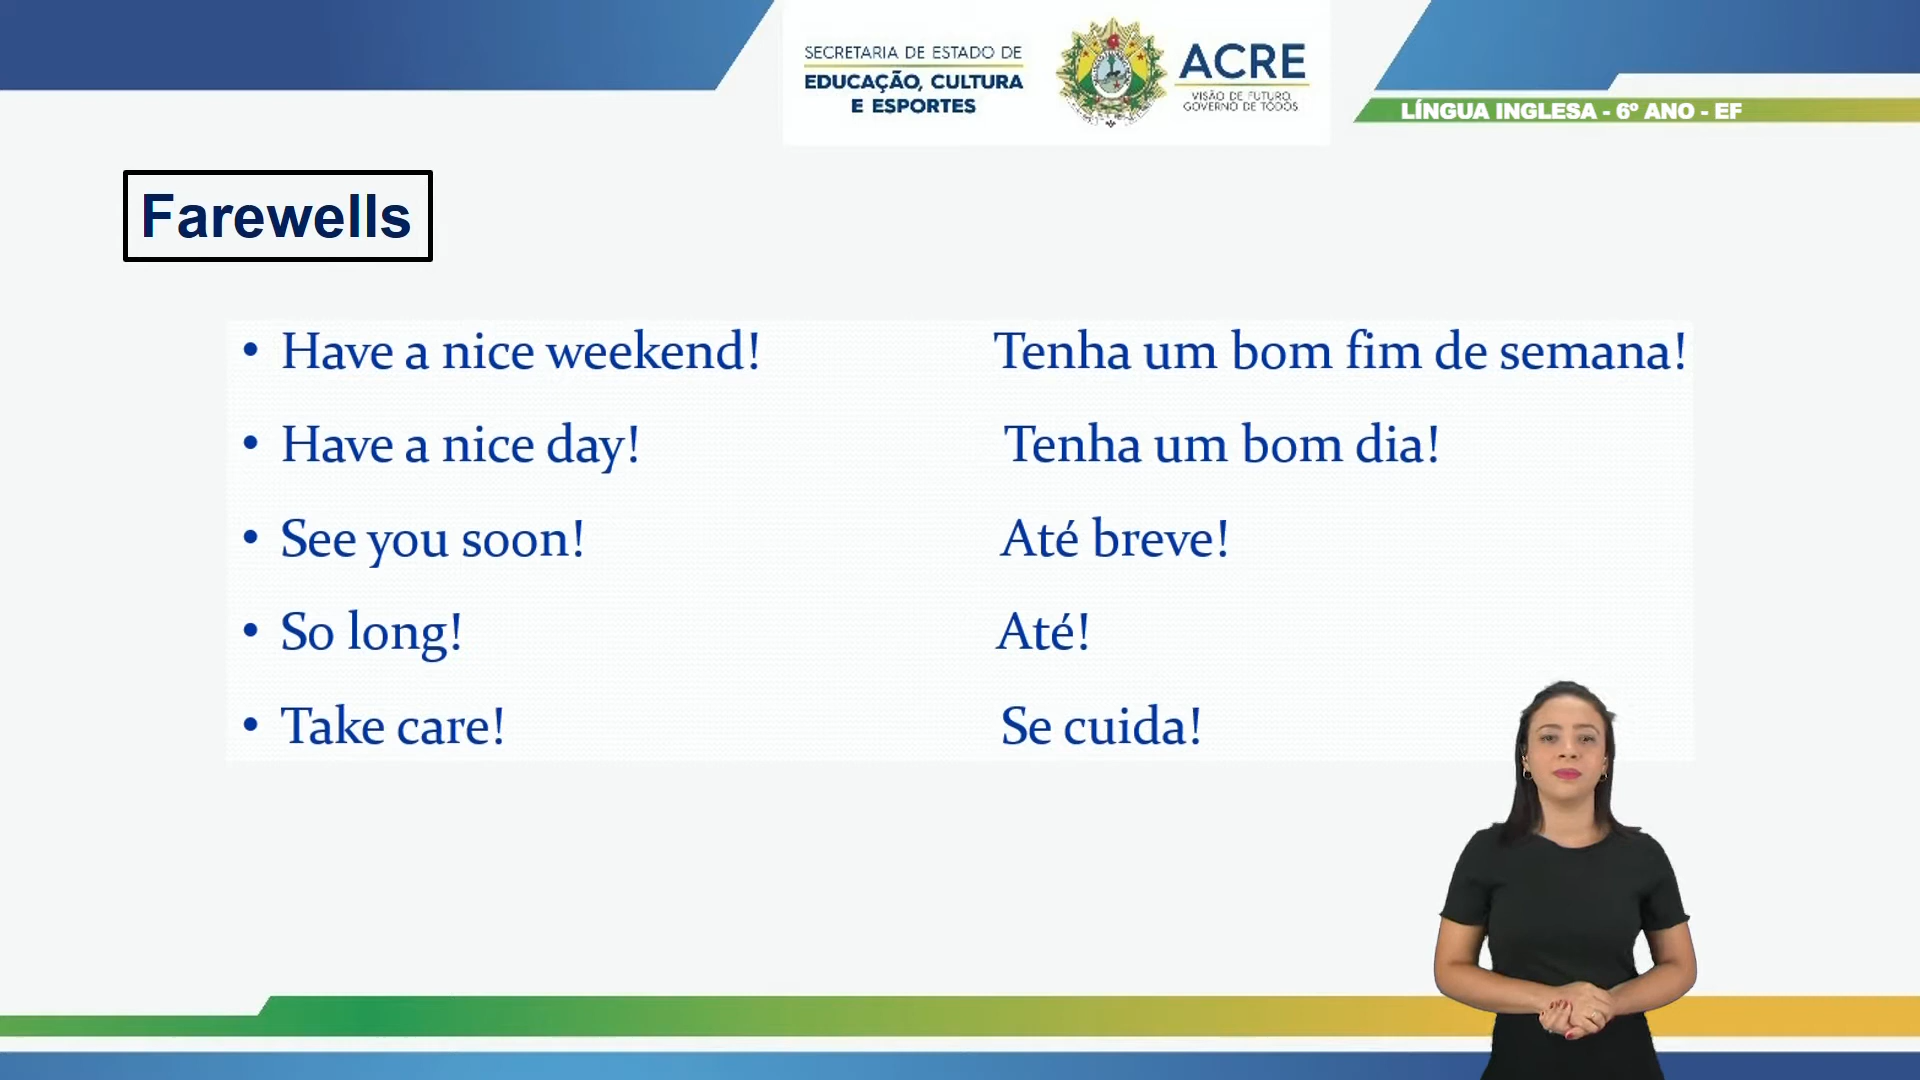 SECRETARIA DE ESTADO DE
EDUCAÇÃO, CULTURA
E ESPORTES
ACRE
VISÃO DE FUTURO,
GOVERNO DE TODOS
LÍNGUA INGLESA - 6º ANO - EF
Farewells
• Have a nice weekend! Tenha um bom fim de semana!
• Have a nice day! Tenha um bom dia!
• See you soon! Até breve!
• So long! Até!
• Take care! Se cuida!